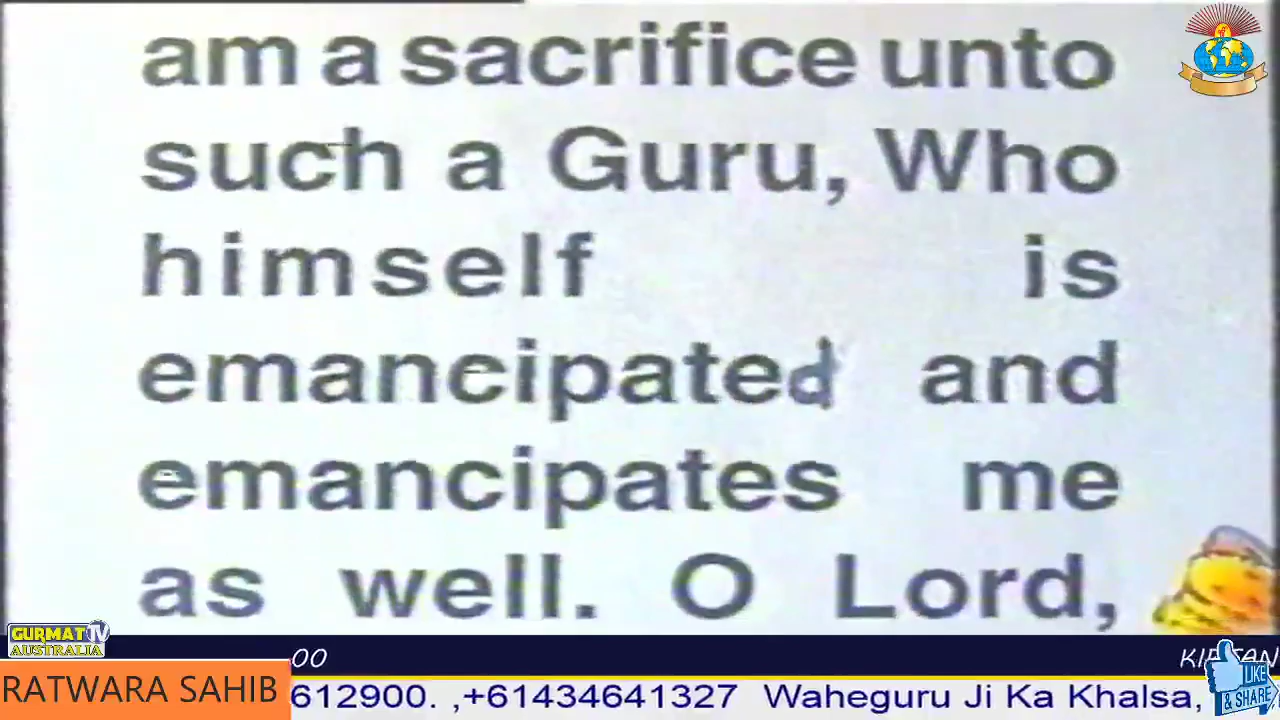 am a sacrifice unto
such a Guru, Who
himself is
emancipated and
emancipates me
as well. O Lord,
GURMAT TV
AUSTRALIA
00
RATWARA SAHIB
612900. ,+61434641327 Waheguru Ji Ka Khalsa,
LIKE
& SHARE